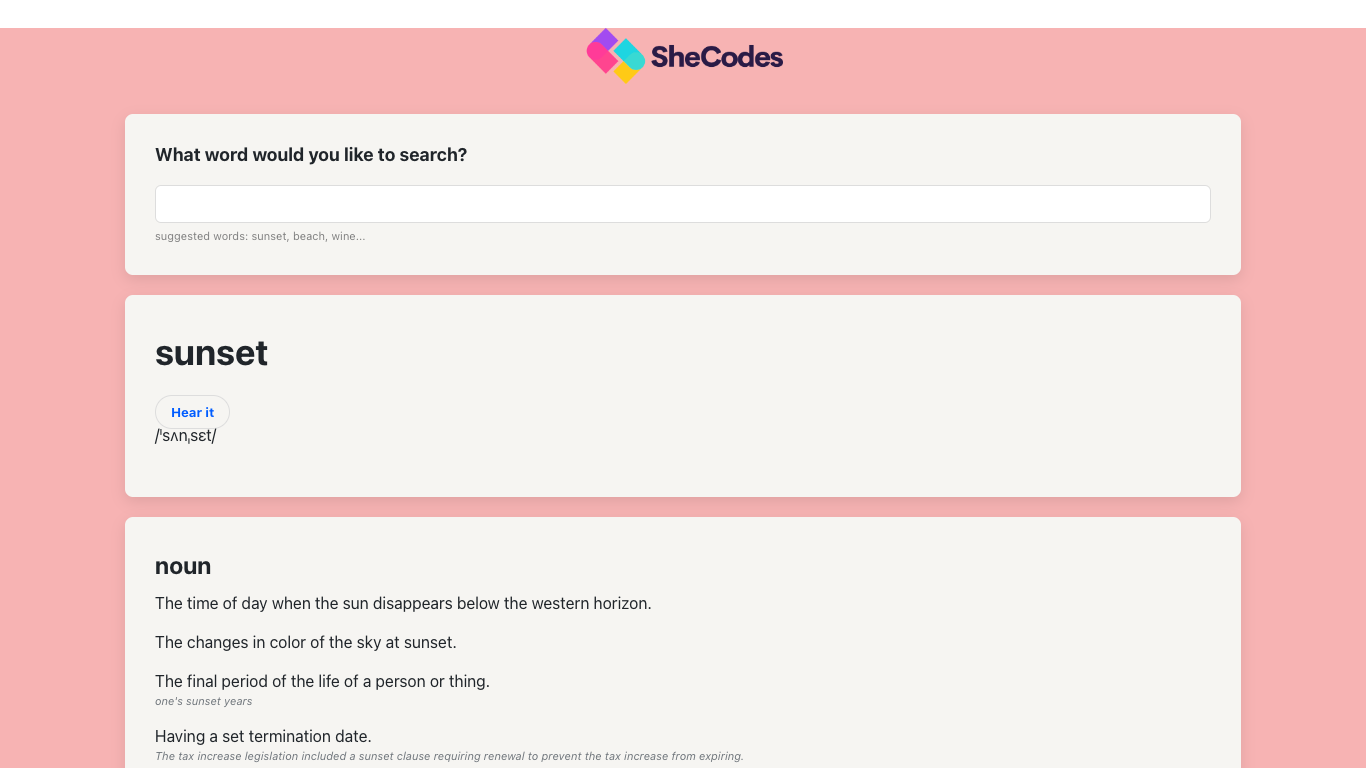 SheCodes
What word would you like to search?
suggested words: sunset, beach, wine...
sunset
Hear it
/ˈsʌnˌsɛt/
noun
The time of day when the sun disappears below the western horizon.
The changes in color of the sky at sunset.
The final period of the life of a person or thing.
one's sunset years
Having a set termination date.
The tax increase legislation included a sunset clause requiring renewal to prevent the tax increase from expiring.